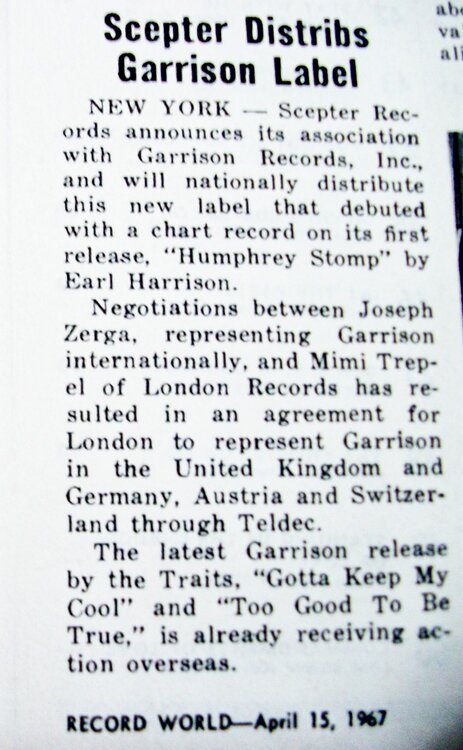 Scepter Distribs
Garrison Label
NEW YORK — Scepter Rec-
ords announces its association
with Garrison Records, Inc.,
and will nationally distribute
this new label that debuted
with a chart record on its first
release, "Humphrey Stomp" by
Earl Harrison.
Negotiations between Joseph
Zerga, representing Garrison
internationally, and Mimi Trep-
el of London Records has re-
sulted in an agreement for
London to represent Garrison
in the United Kingdom and
Germany, Austria and Switzer-
land through Teldec.
The latest Garrison release
by the Traits, "Gotta Keep My
Cool" and "Too Good To Be
True," is already receiving ac-
tion overseas.
RECORD WORLD—April 15, 1967